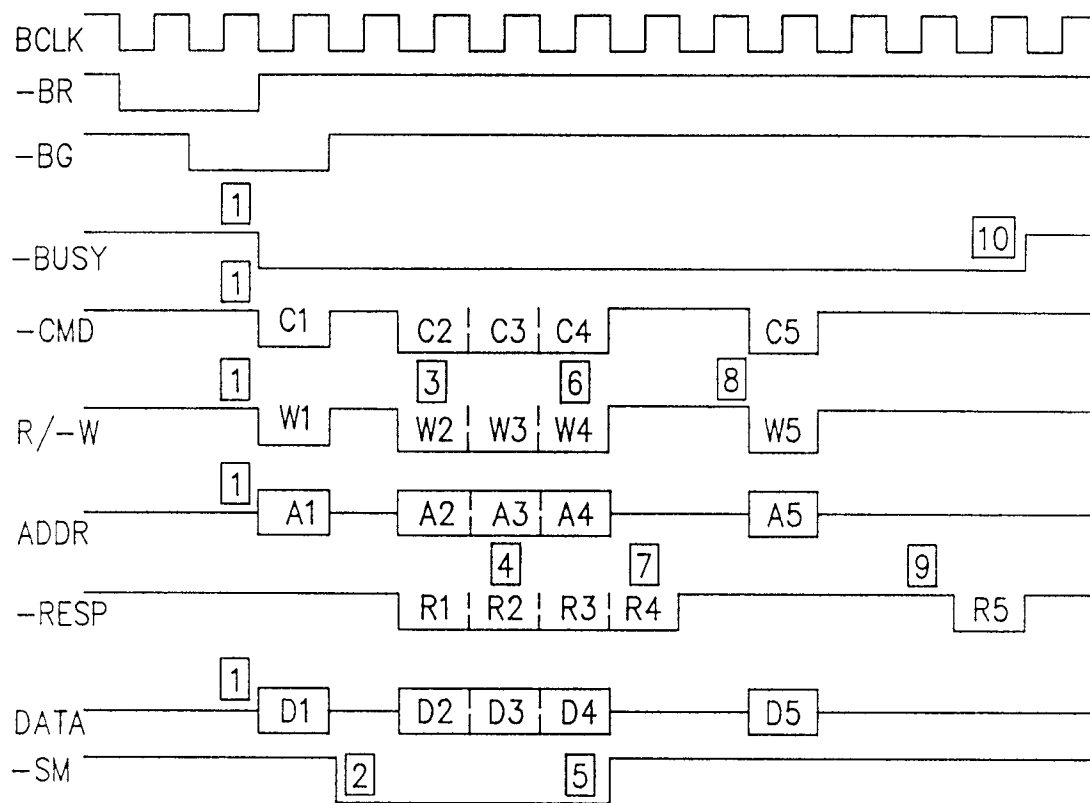 BCLK
-BR
-BG
1
-BUSY 10
1
-CMD C1 C2 C3 C4 C5
1 3 6 8
R/-W W1 W2 W3 W4 W5
1
ADDR A1 A2 A3 A4 A5
4 7 9
-RESP R1 R2 R3 R4 R5
1
DATA D1 D2 D3 D4 D5
-SM 2 5